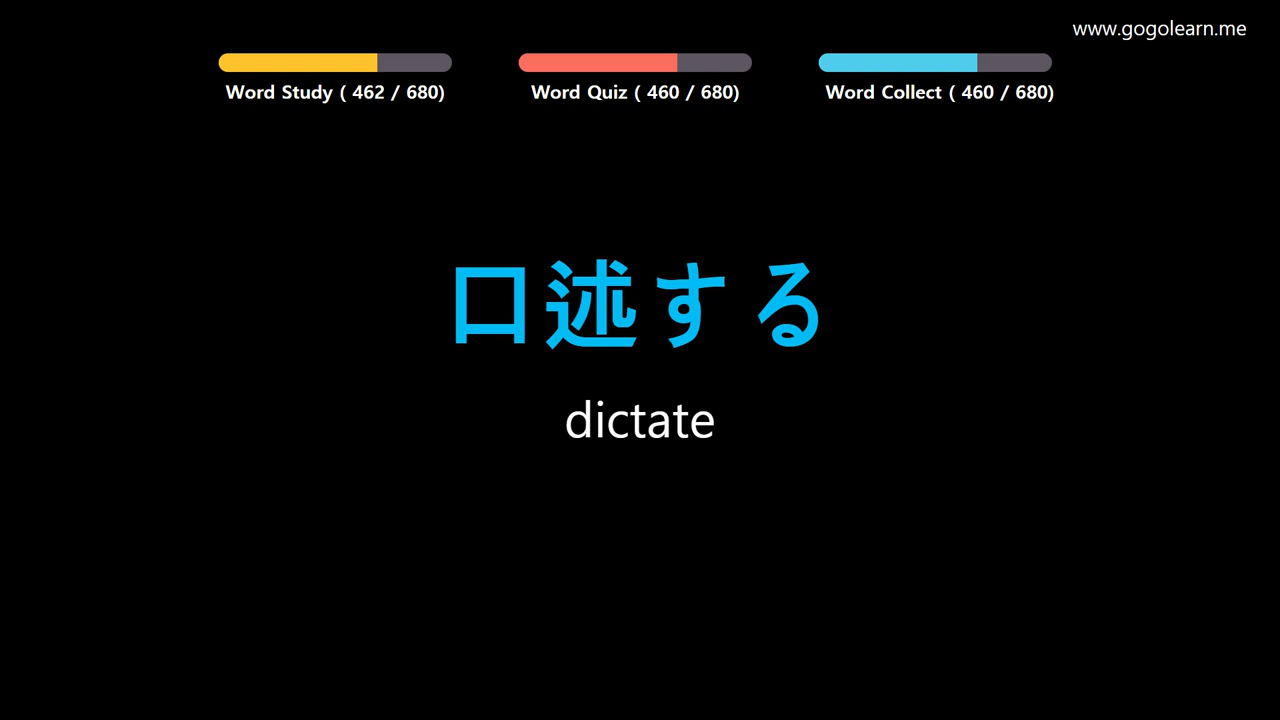 www.gogolearn.me
Word Study ( 462 / 680)
Word Quiz ( 460 / 680)
Word Collect ( 460 / 680)
口述する
dictate